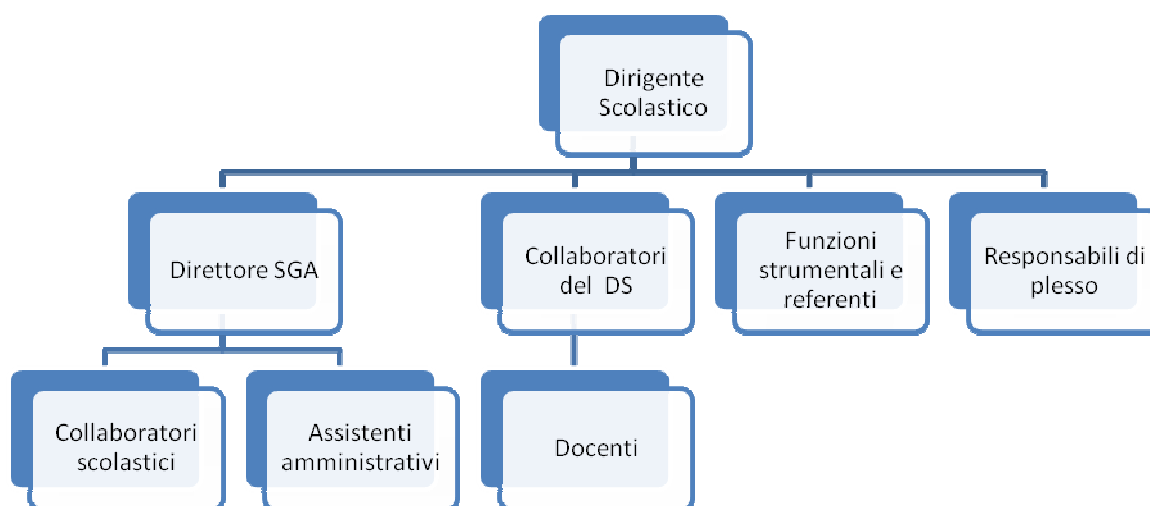 Dirigente
Scolastico
Direttore SGA
Collaboratori
del DS
Funzioni
strumentali e
referenti
Responsabili di
plesso
Collaboratori
scolastici
Assistenti
amministrativi
Docenti